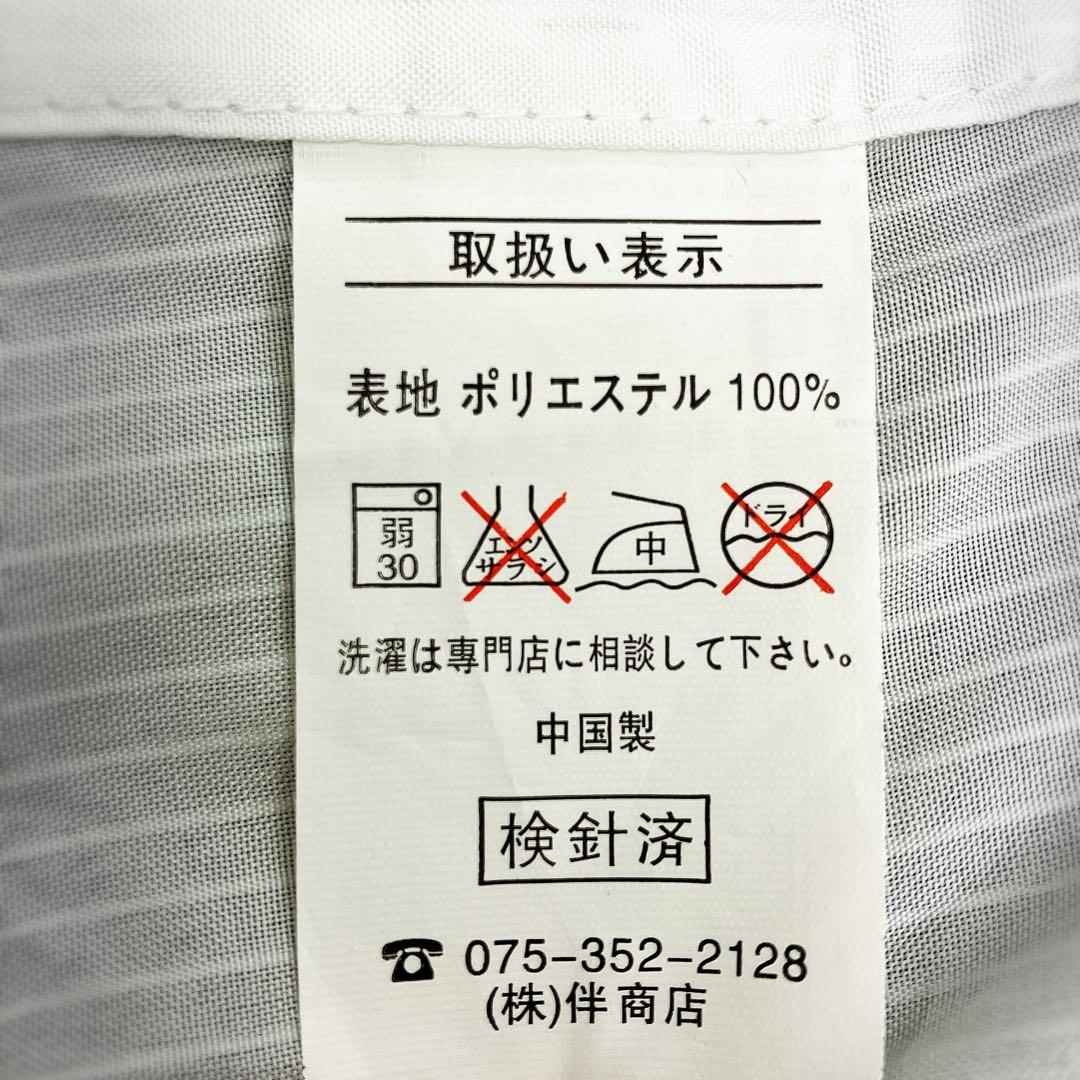 取扱い表示
表地 ポリエステル 100%
弱
30
エンソ
サラシ
中
ドライ
洗濯は専門店に相談して下さい。
中国製
検針済
☎ 075-352-2128
(株)伴商店